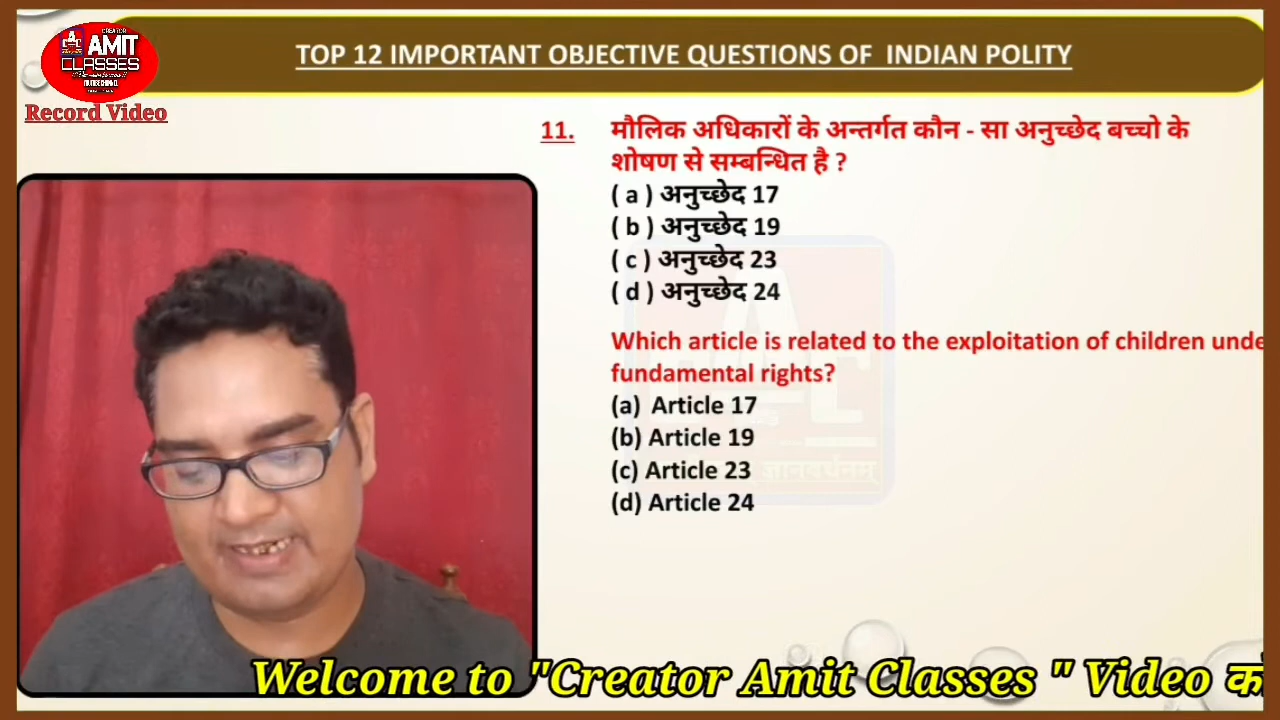 CREATOR
AMIT
CLASSES
Record Video
TOP 12 IMPORTANT OBJECTIVE QUESTIONS OF INDIAN POLITY
11. मौलिक अधिकारों के अन्तर्गत कौन - सा अनुच्छेद बच्चो के
शोषण से सम्बन्धित है ?
( a ) अनुच्छेद 17
( b ) अनुच्छेद 19
( c ) अनुच्छेद 23
( d ) अनुच्छेद 24
Which article is related to the exploitation of children unde
fundamental rights?
(a) Article 17
(b) Article 19
(c) Article 23
(d) Article 24
Welcome to "Creator Amit Classes " Video को